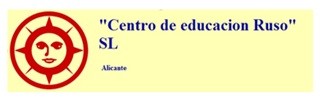 "Centro de educacion Ruso"
SL
Alicante